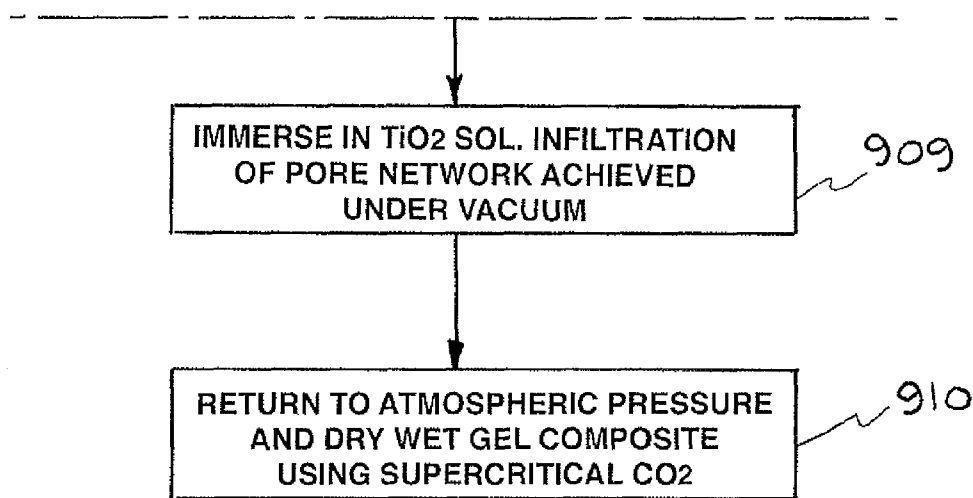 IMMERSE IN TiO2 SOL. INFILTRATION
OF PORE NETWORK ACHIEVED
UNDER VACUUM
909
RETURN TO ATMOSPHERIC PRESSURE
AND DRY WET GEL COMPOSITE
USING SUPERCRITICAL CO2
910